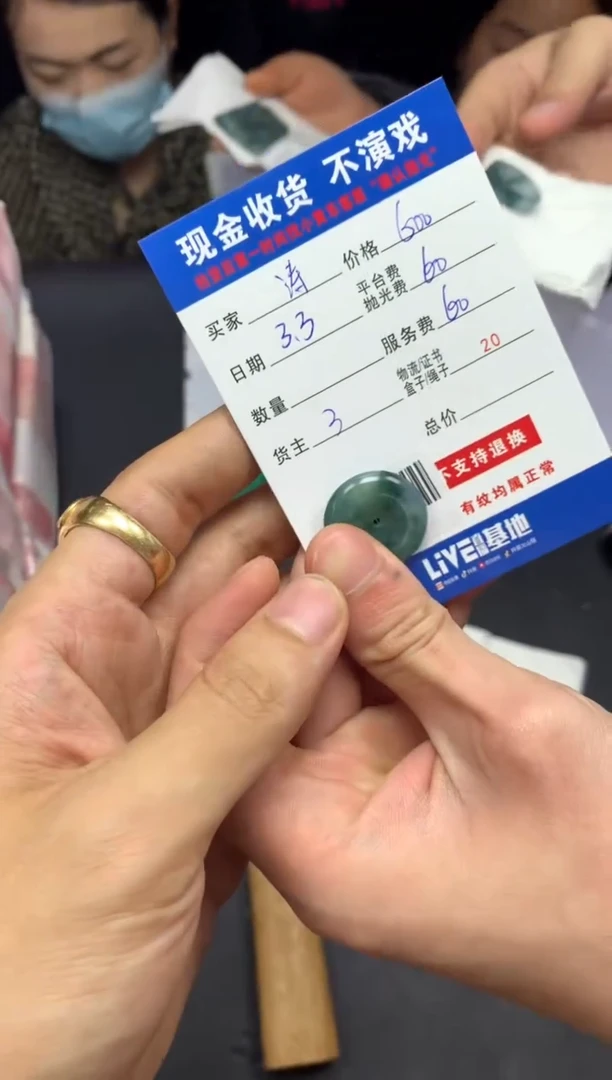 现金收货 不演戏
买家 涛 价格 600
日期 3.3 平台费 抛光费 60
数量 服务费 60
货主 3 物流/证书 盒子/绳子 20
总价
不支持退换
有纹均属正常
LiVE 基地